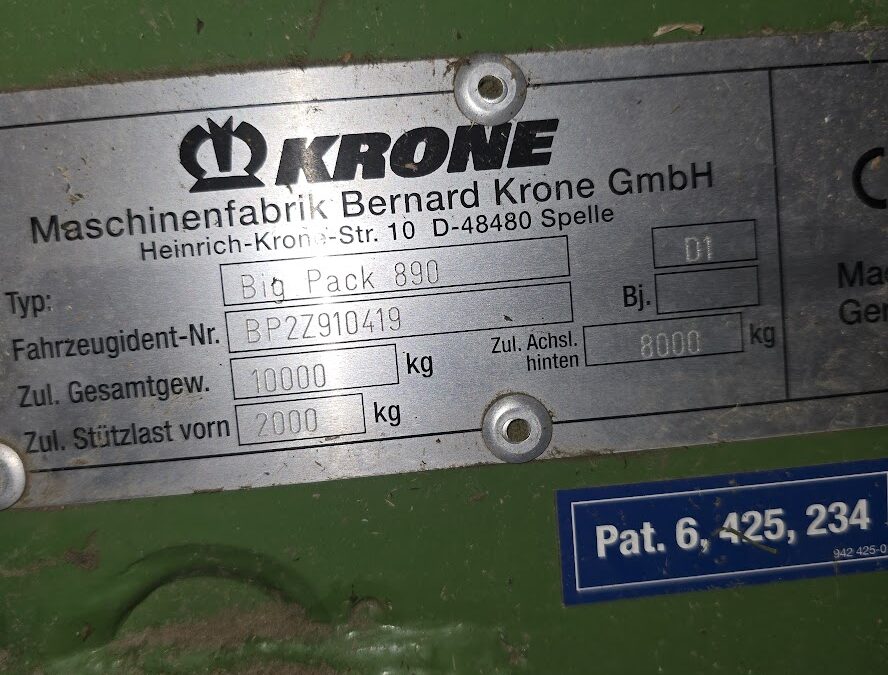 KRONE
Maschinenfabrik Bernard Krone GmbH
Heinrich-Krone-Str. 10 D-48480 Spelle
Typ: Big Pack 890 D1
Fahrzeugident-Nr. BP2Z910419 Bj.
Zul. Gesamtgew. 10000 kg Zul. Achsl. hinten 8000 kg
Zul. Stützlast vorn 2000 kg
Pat. 6, 425, 234
942 425-0